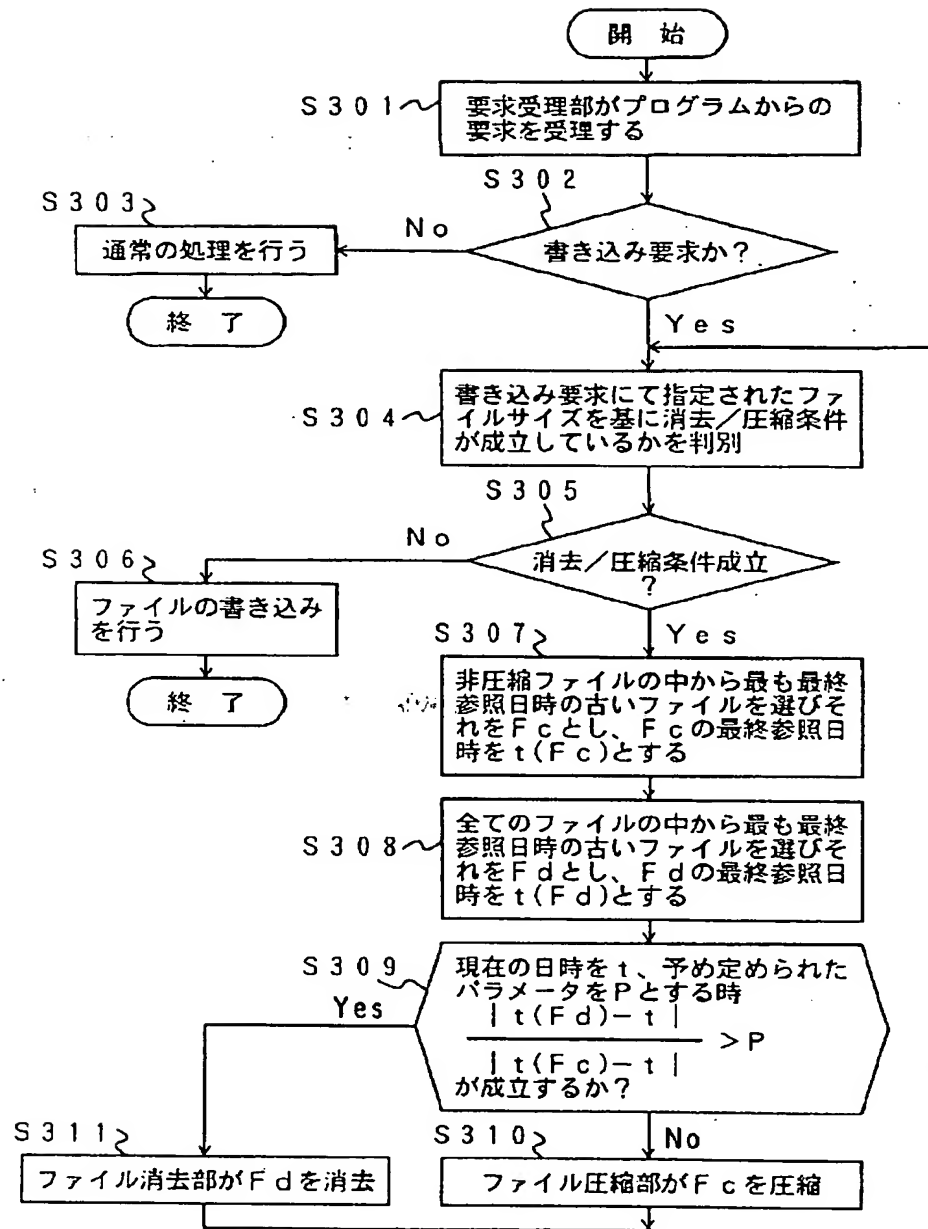 開 始
S301
要求受理部がプログラムからの
要求を受理する
S302
書き込み要求か？
No
S303
通常の処理を行う
終 了
Yes
S304
書き込み要求にて指定されたファ
イルサイズを基に消去／圧縮条件
が成立しているかを判別
S305
消去／圧縮条件成立
？
No
S306
ファイルの書き込み
を行う
終 了
Yes
S307
非圧縮ファイルの中から最も最終
参照日時の古いファイルを選びそ
れをFcとし、Fcの最終参照日
時をt(Fc)とする
S308
全てのファイルの中から最も最終
参照日時の古いファイルを選びそ
れをFdとし、Fdの最終参照日
時をt(Fd)とする
S309
現在の日時をt、予め定められた
パラメータをPとする時
|t(Fd)－t|
＞P
|t(Fc)－t|
が成立するか？
Yes
No
S311
ファイル消去部がFdを消去
S310
ファイル圧縮部がFcを圧縮